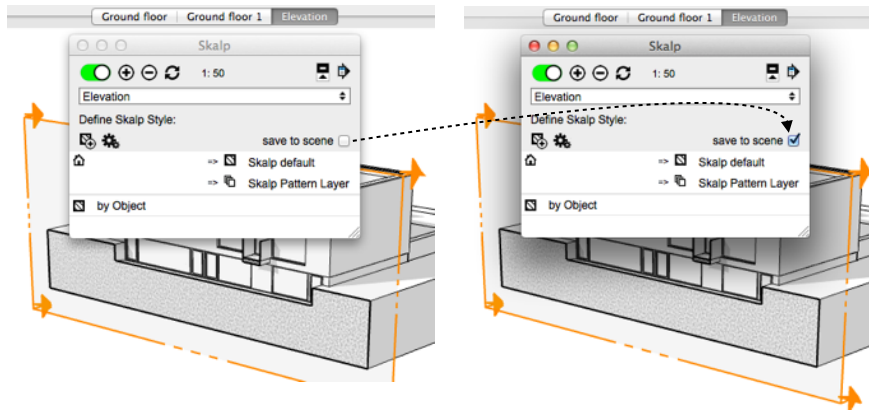 Ground floor Ground floor 1 Elevation
Skalp
1: 50
Elevation
Define Skalp Style:
save to scene
=> Skalp default
=> Skalp Pattern Layer
by Object
Ground floor Ground floor 1 Elevation
Skalp
1: 50
Elevation
Define Skalp Style:
save to scene
=> Skalp default
=> Skalp Pattern Layer
by Object